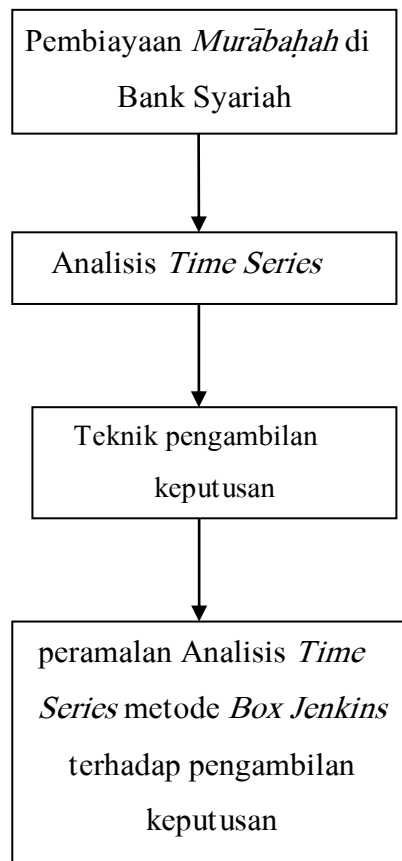 Pembiayaan Murābaḥah di
Bank Syariah
Analisis Time Series
Teknik pengambilan
keputusan
peramalan Analisis Time
Series metode Box Jenkins
terhadap pengambilan
keputusan